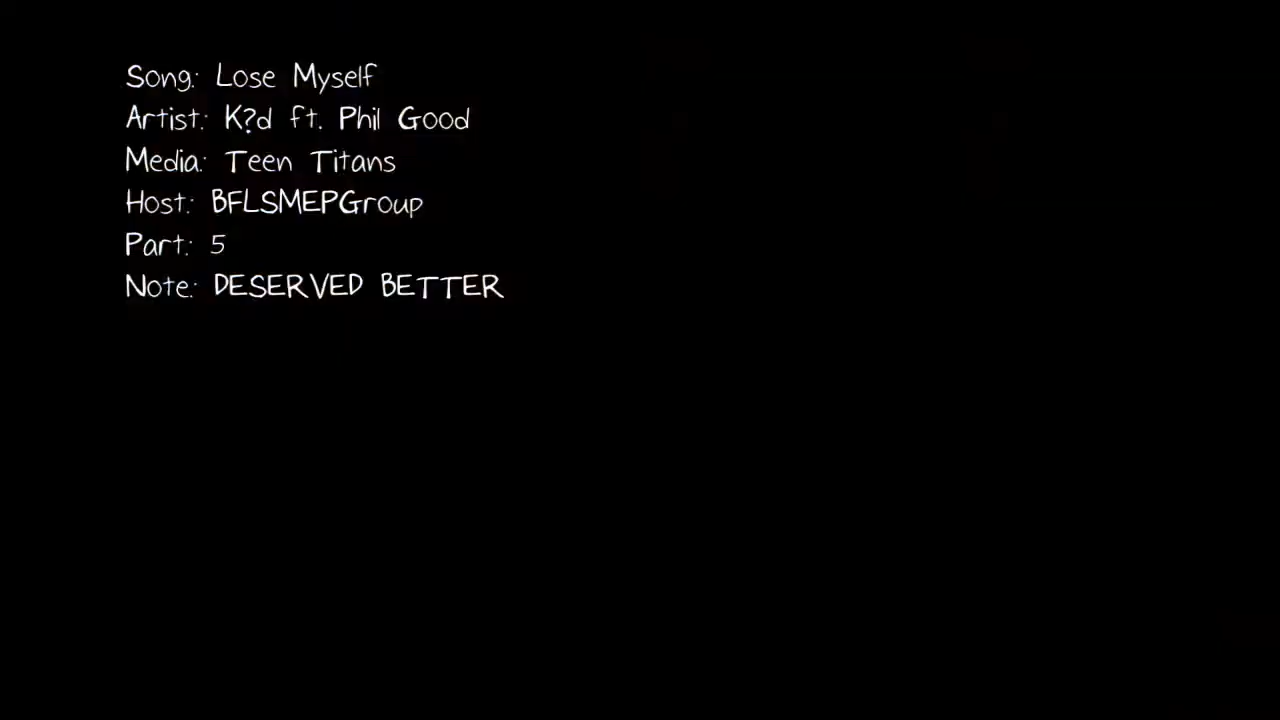 Song: Lose Myself
Artist: K?d ft. Phil Good
Media: Teen Titans
Host: BFLSMEPGroup
Part: 5
Note: DESERVED BETTER